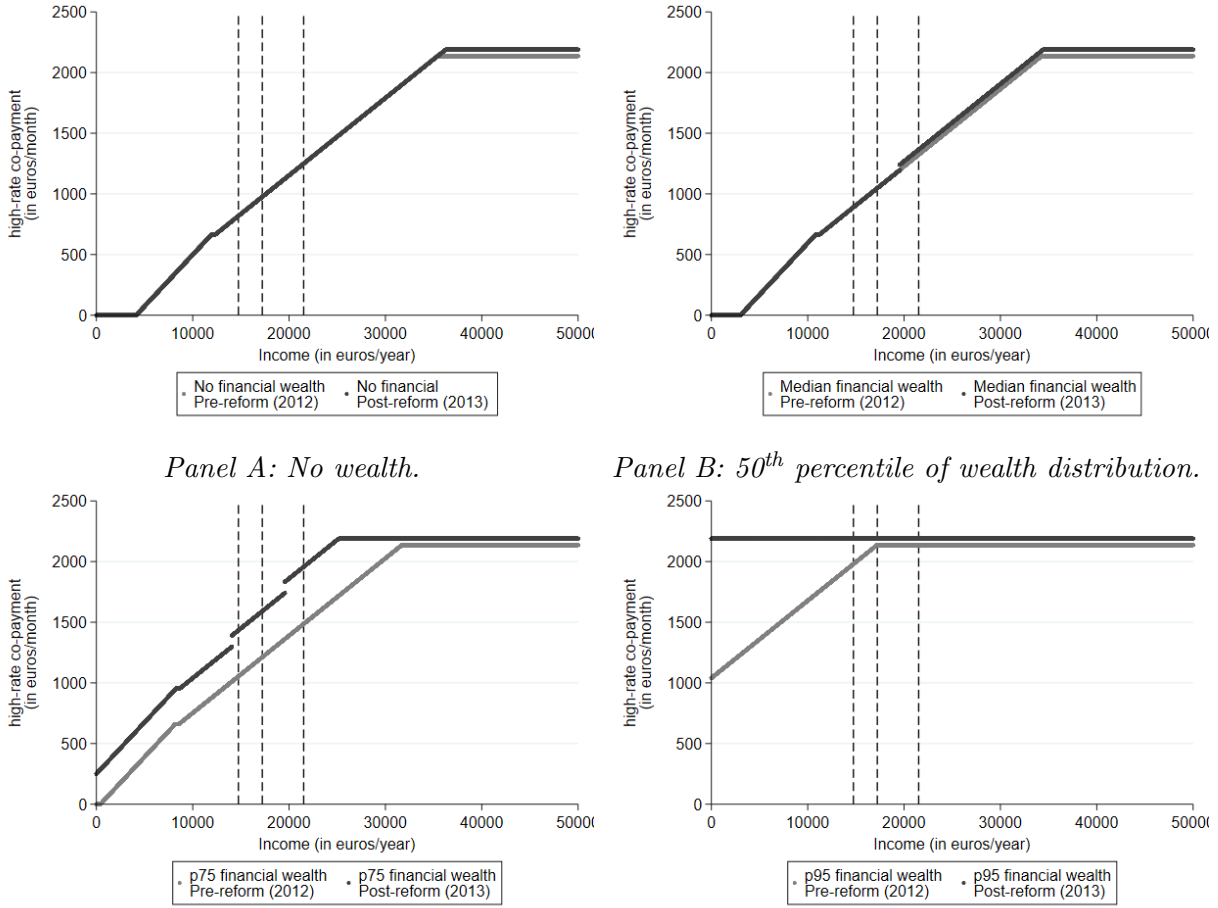 2500
2000
1500
1000
500
0
high-rate co-payment
(in euros/month)
0 10000 20000 30000 40000 5000(
Income (in euros/year)
No financial wealth
Pre-reform (2012)
No financial
Post-reform (2013)
2500
2000
1500
1000
500
0
high-rate co-payment
(in euros/month)
0 10000 20000 30000 40000 5000(
Income (in euros/year)
Median financial wealth
Pre-reform (2012)
Median financial wealth
Post-reform (2013)
Panel A: No wealth.
Panel B: 50th percentile of wealth distribution.
2500
2000
1500
1000
500
0
high-rate co-payment
(in euros/month)
0 10000 20000 30000 40000 5000(
Income (in euros/year)
p75 financial wealth
Pre-reform (2012)
p75 financial wealth
Post-reform (2013)
2500
2000
1500
1000
500
0
high-rate co-payment
(in euros/month)
0 10000 20000 30000 40000 5000(
Income (in euros/year)
p95 financial wealth
Pre-reform (2012)
p95 financial wealth
Post-reform (2013)